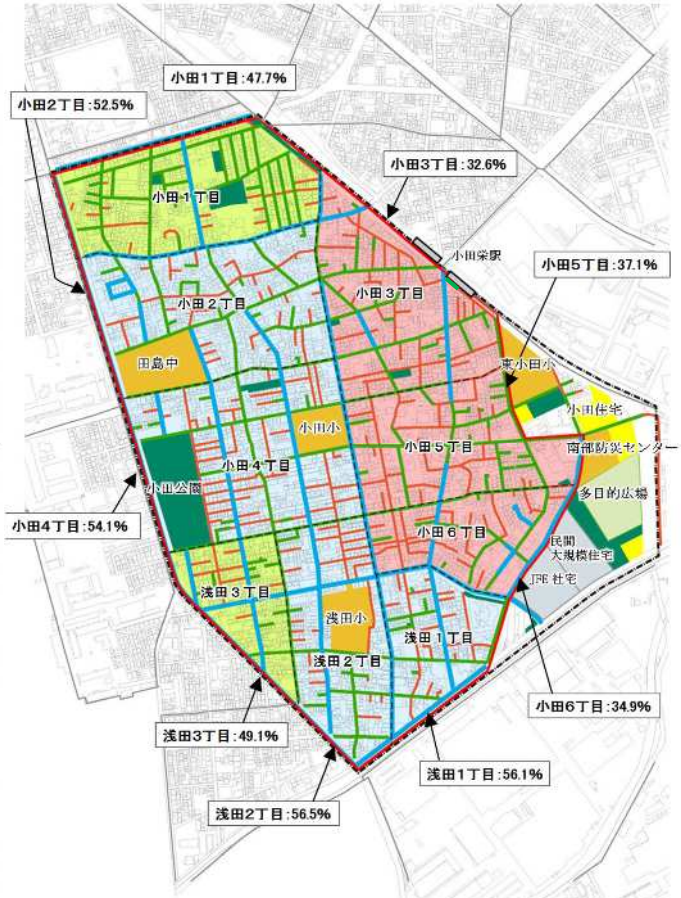 小田1丁目:47.7%
小田2丁目:52.5%
小田3丁目:32.6%
小田1丁目
小田栄駅
小田5丁目:37.1%
小田2丁目
小田3丁目
田島中
東小田小
小田住宅
小田小
小田5丁目
南部防災センター
小田4丁目
小田公園
多目的広場
小田4丁目:54.1%
小田6丁目
民間
大規模住宅
JFE 社宅
浅田3丁目
浅田小
浅田1丁目
浅田2丁目
小田6丁目:34.9%
浅田3丁目:49.1%
浅田1丁目:56.1%
浅田2丁目:56.5%